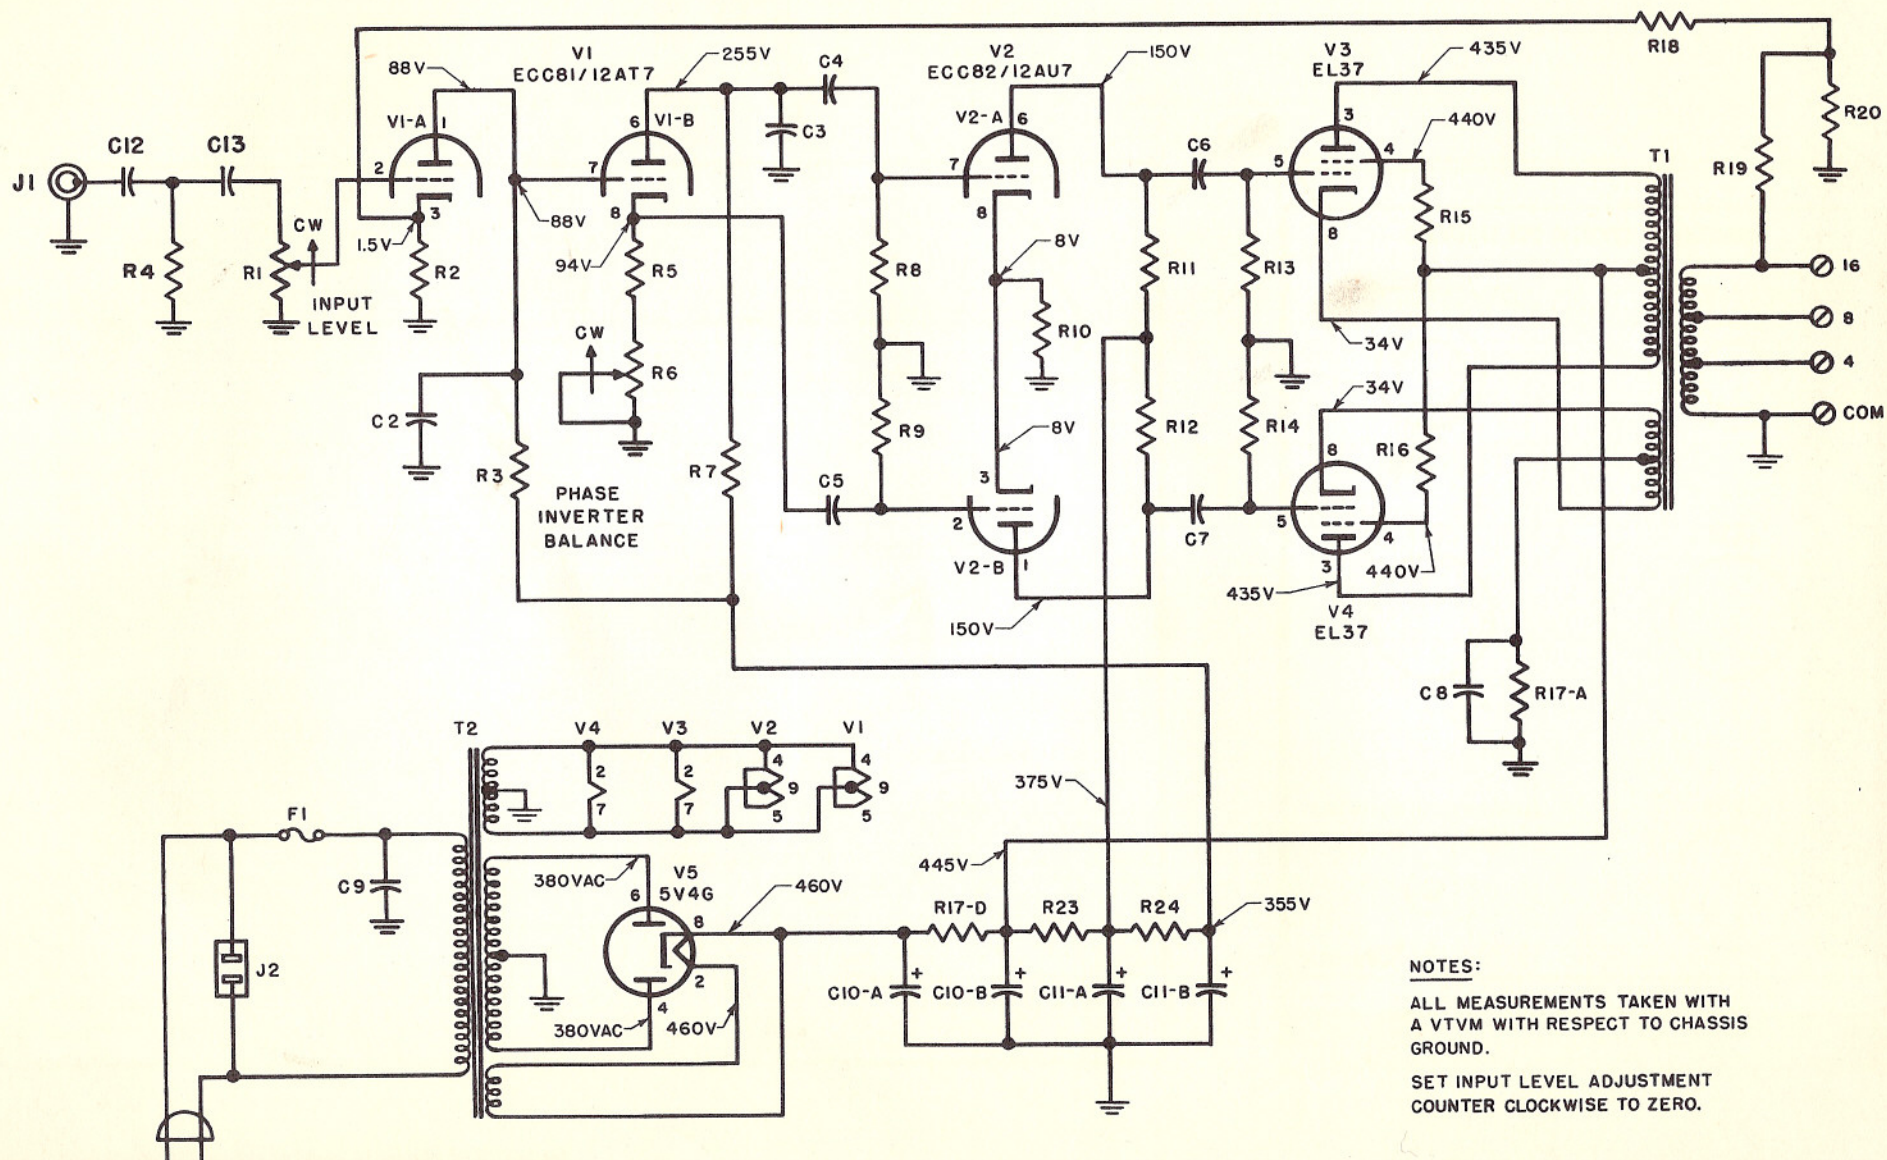 R18
V1
ECC81/12AT7
255V
C4
V2
ECC82/12AU7
150V
V3
EL37
435V
88V
V1-A
1
6
V1-B
C3
V2-A
6
3
440V
R20
C12
C13
2
7
7
C6
5
4
T1
R19
J1
3
8
88V
8
8
R15
1.5V
CW
94V
8V
R4
R1
R2
R5
R8
R11
R13
16
INPUT
LEVEL
CW
R10
34V
8
R6
4
34V
C2
R9
8V
R12
R14
COM
R3
R7
C5
3
8
R16
PHASE
INVERTER
BALANCE
2
C7
5
4
V2-B
1
3
440V
435V
150V
V4
EL37
C8
R17-A
T2
V4
V3
V2
V1
2
2
4
4
9
9
7
7
5
5
375V
F1
C9
380VAC
V5
5V4G
445V
6
8
460V
R17-D
R23
R24
355V
J2
2
+
+
+
+
C10-A
C10-B
C11-A
C11-B
4
380VAC
460V
NOTES:
ALL MEASUREMENTS TAKEN WITH
A VTVM WITH RESPECT TO CHASSIS
GROUND.
SET INPUT LEVEL ADJUSTMENT
COUNTER CLOCKWISE TO ZERO.